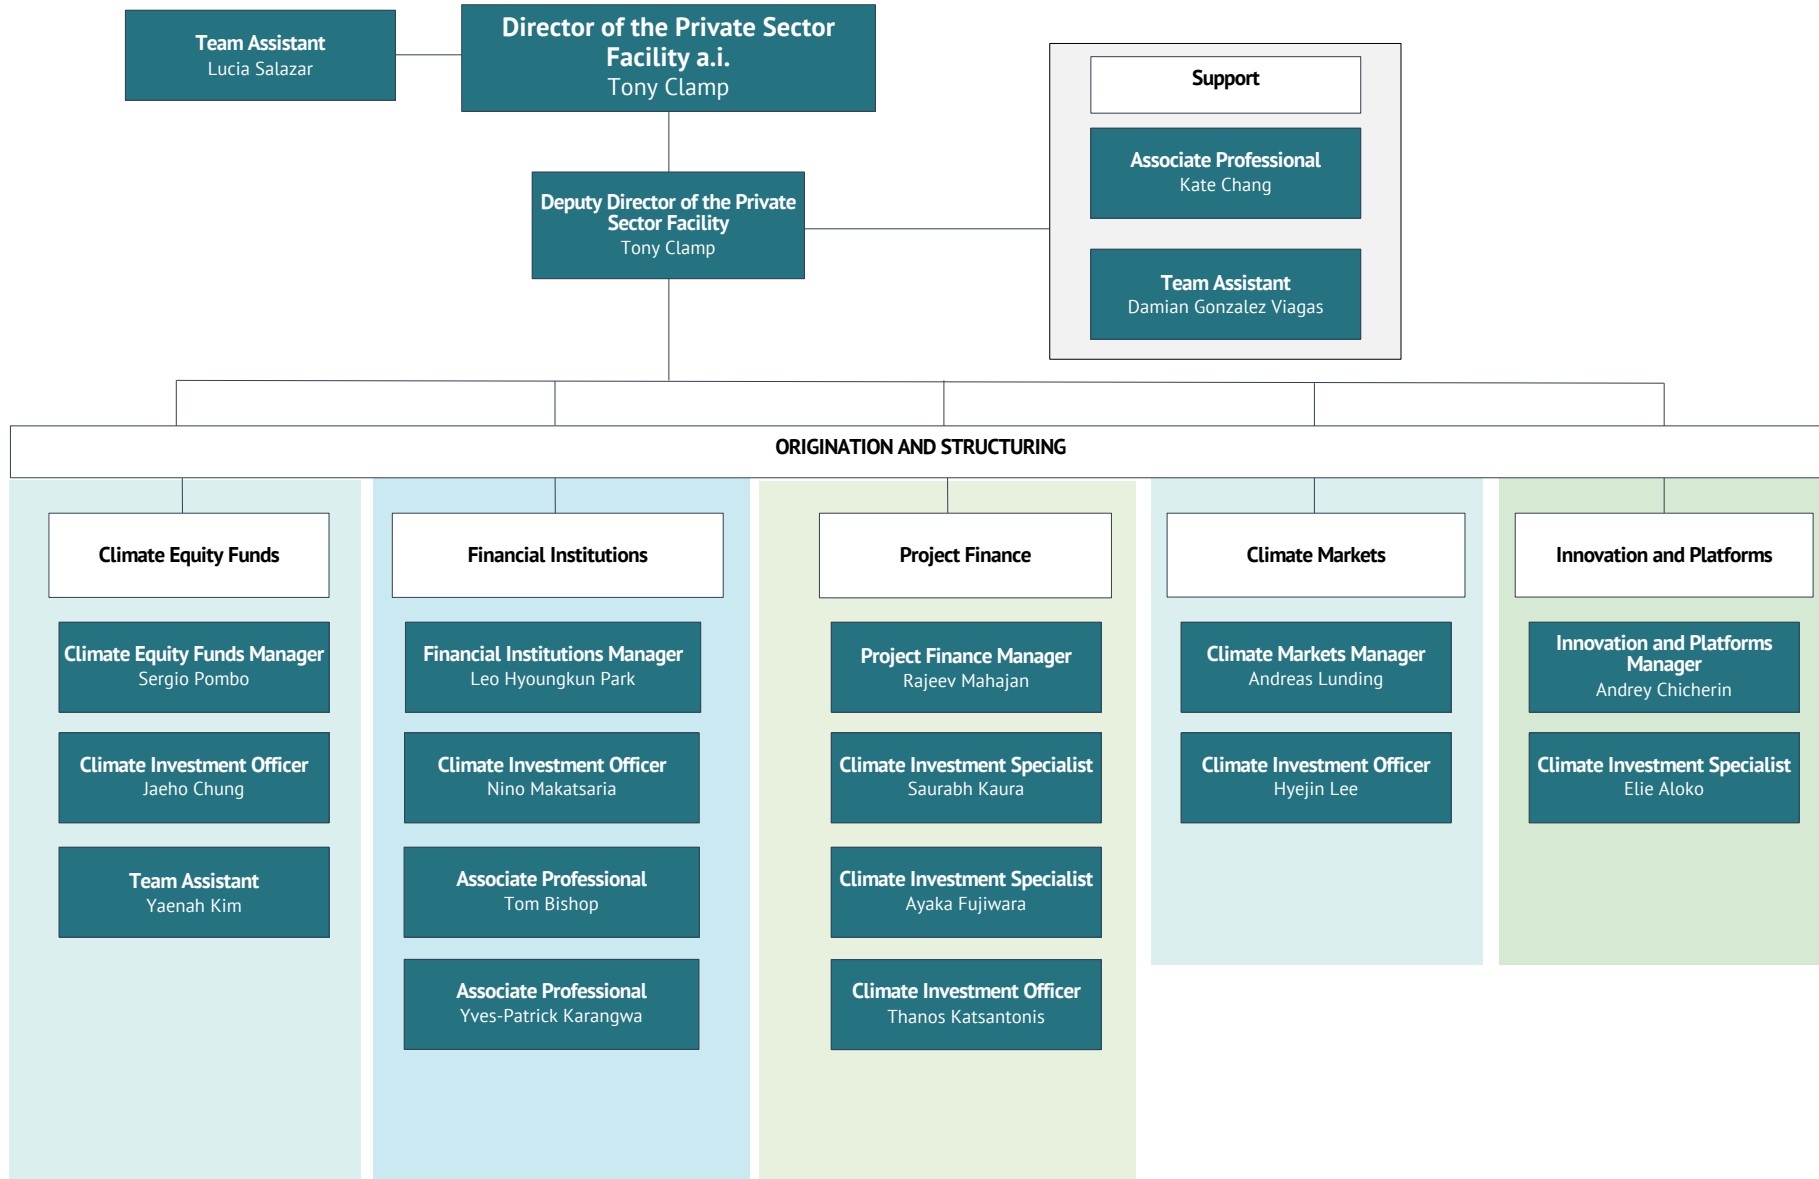 Team Assistant
Lucia Salazar
Director of the Private Sector
Facility a.i.
Tony Clamp
Support
Associate Professional
Kate Chang
Team Assistant
Damian Gonzalez Viagas
Deputy Director of the Private
Sector Facility
Tony Clamp
ORIGINATION AND STRUCTURING
Climate Equity Funds
Climate Equity Funds Manager
Sergio Pombo
Climate Investment Officer
Jaeho Chung
Team Assistant
Yaenah Kim
Financial Institutions
Financial Institutions Manager
Leo Hyoungkun Park
Climate Investment Officer
Nino Makatsaria
Associate Professional
Tom Bishop
Associate Professional
Yves-Patrick Karangwa
Project Finance
Project Finance Manager
Rajeev Mahajan
Climate Investment Specialist
Saurabh Kaura
Climate Investment Specialist
Ayaka Fujiwara
Climate Investment Officer
Thanos Katsantonis
Climate Markets
Climate Markets Manager
Andreas Lunding
Climate Investment Officer
Hyejin Lee
Innovation and Platforms
Innovation and Platforms
Manager
Andrey Chicherin
Climate Investment Specialist
Elie Aloko